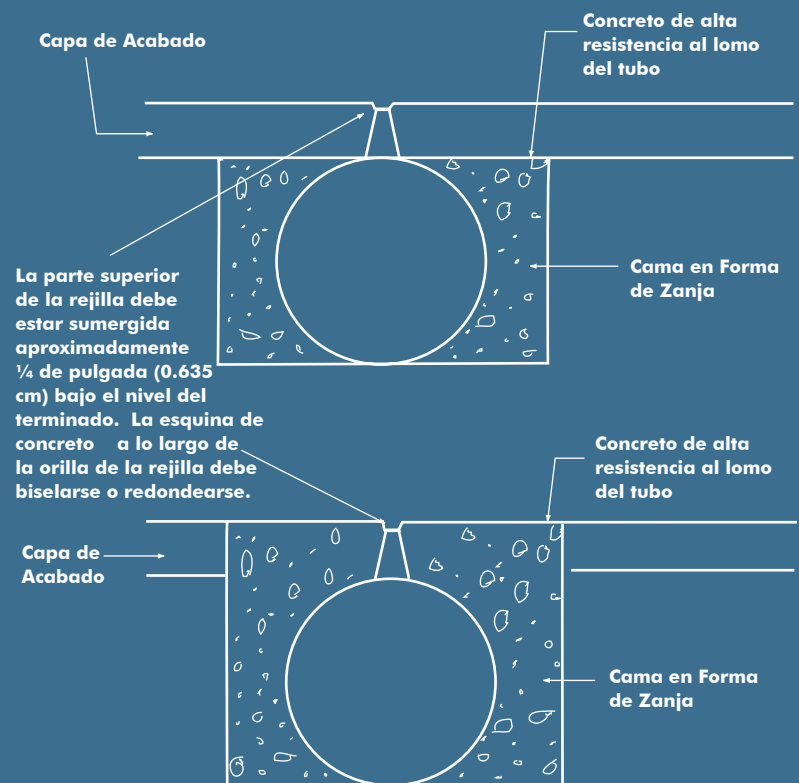 Capa de Acabado
Concreto de alta
resistencia al lomo
del tubo
La parte superior
de la rejilla debe
estar sumergida
aproximadamente
¼ de pulgada (0.635
cm) bajo el nivel del
terminado. La esquina de
concreto a lo largo de
la orilla de la rejilla debe
biselarse o redondearse.
Cama en Forma
de Zanja
Concreto de alta
resistencia al lomo
del tubo
Capa de
Acabado
Cama en Forma
de Zanja